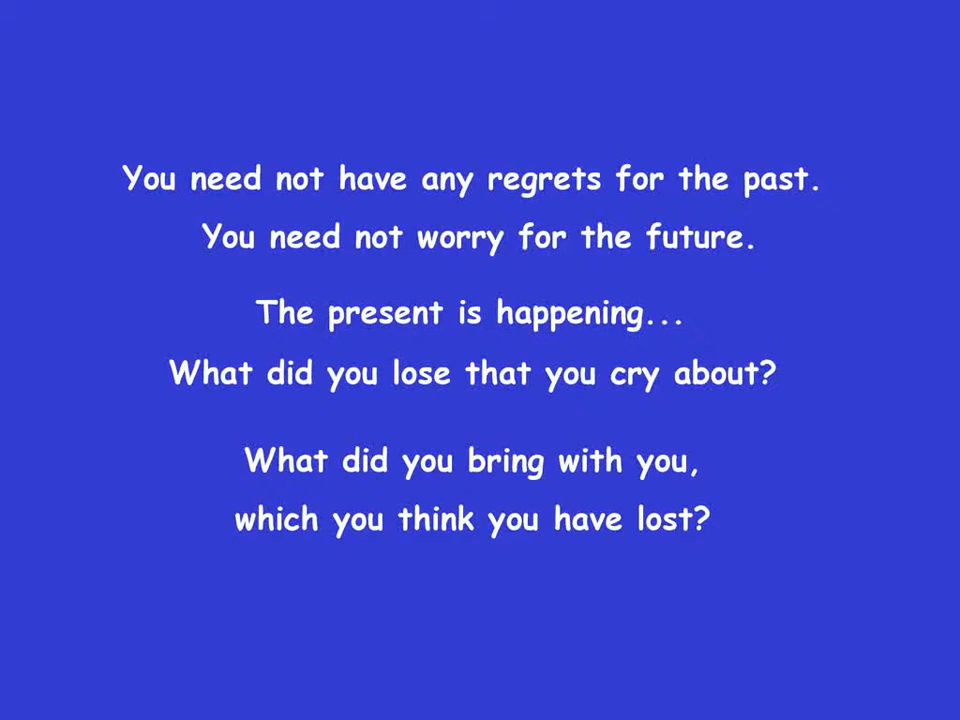 You need not have any regrets for the past.
You need not worry for the future.
The present is happening...
What did you lose that you cry about?
What did you bring with you,
which you think you have lost?